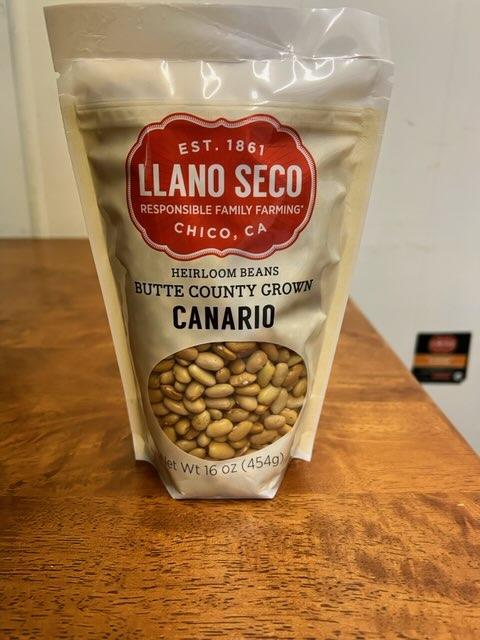 EST. 1861
LLANO SECO
RESPONSIBLE FAMILY FARMING*
CHICO, CA
HEIRLOOM BEANS
BUTTE COUNTY GROWN
CANARIO
Net Wt 16 oz (454g)